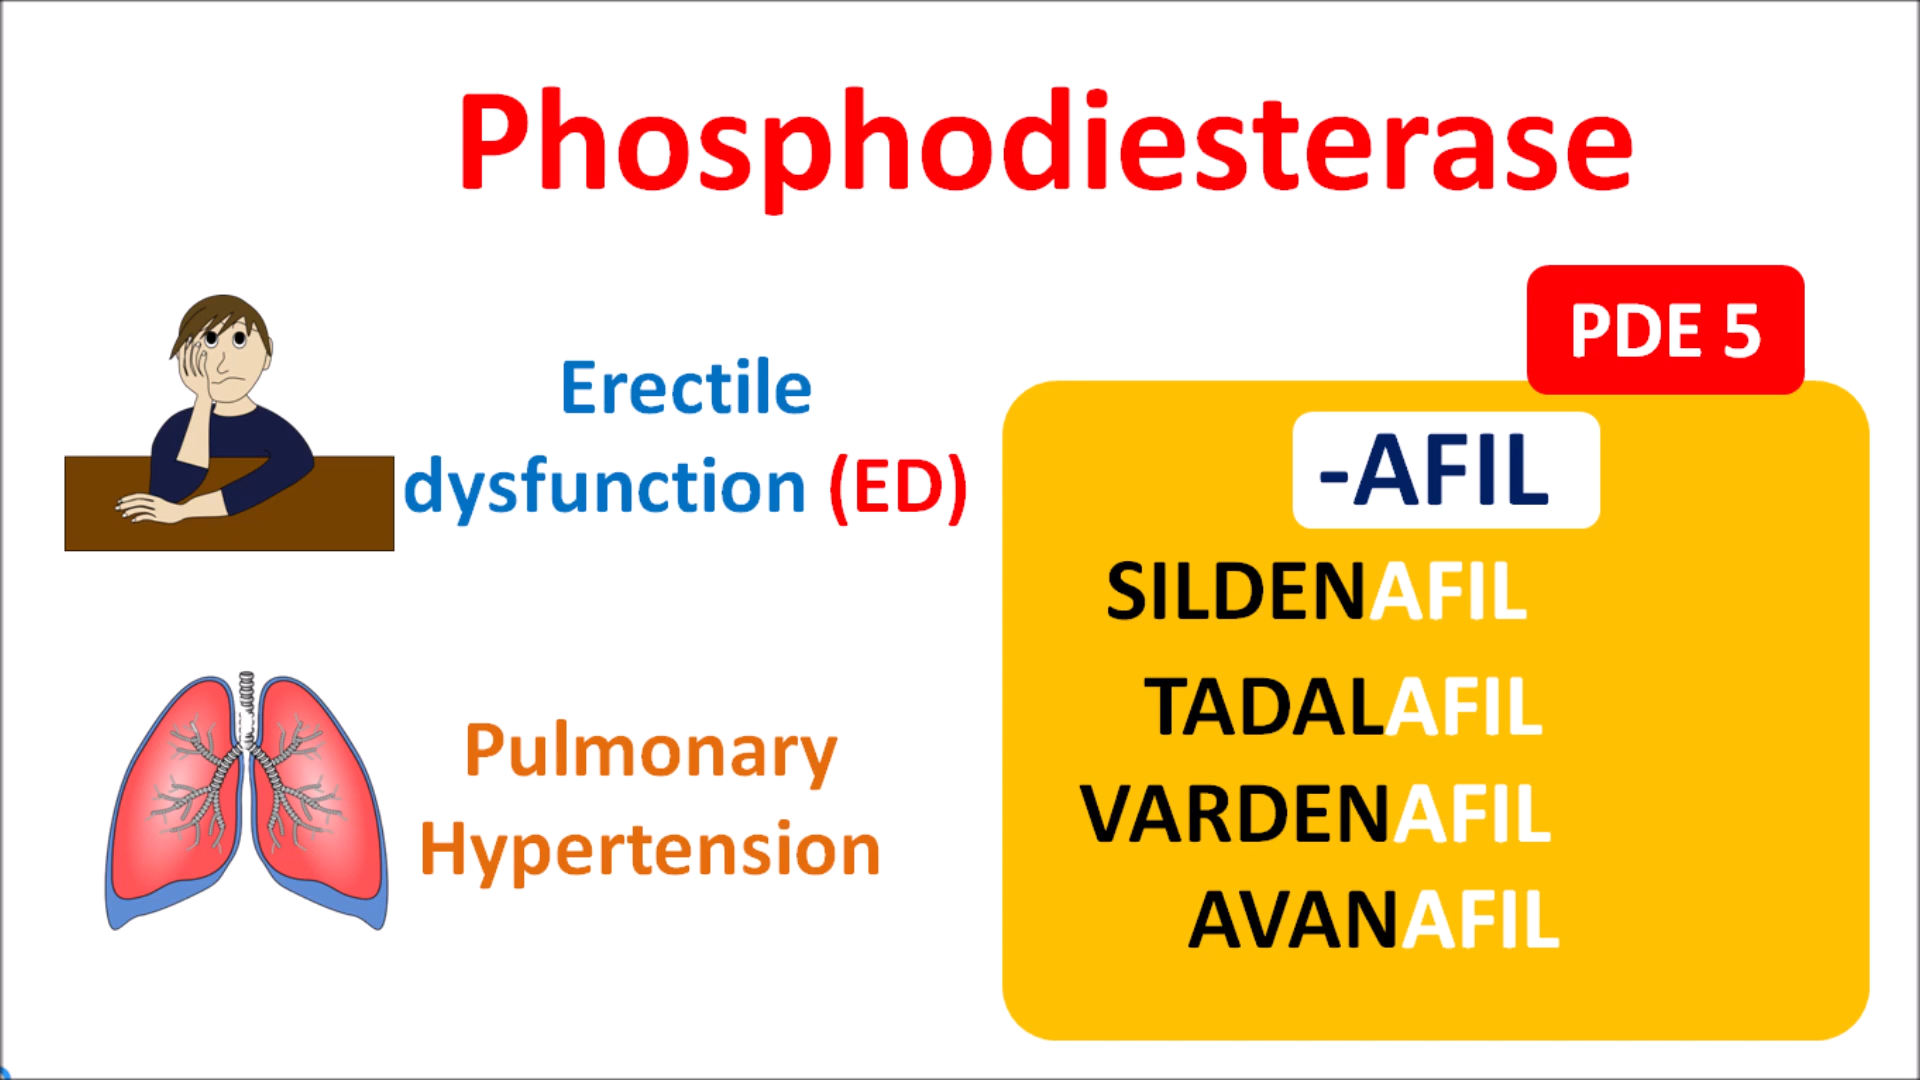 Phosphodiesterase
Erectile
dysfunction (ED)
Pulmonary
Hypertension
PDE 5
-AFIL
SILDENAFIL
TADALAFIL
VARDENAFIL
AVANAFIL